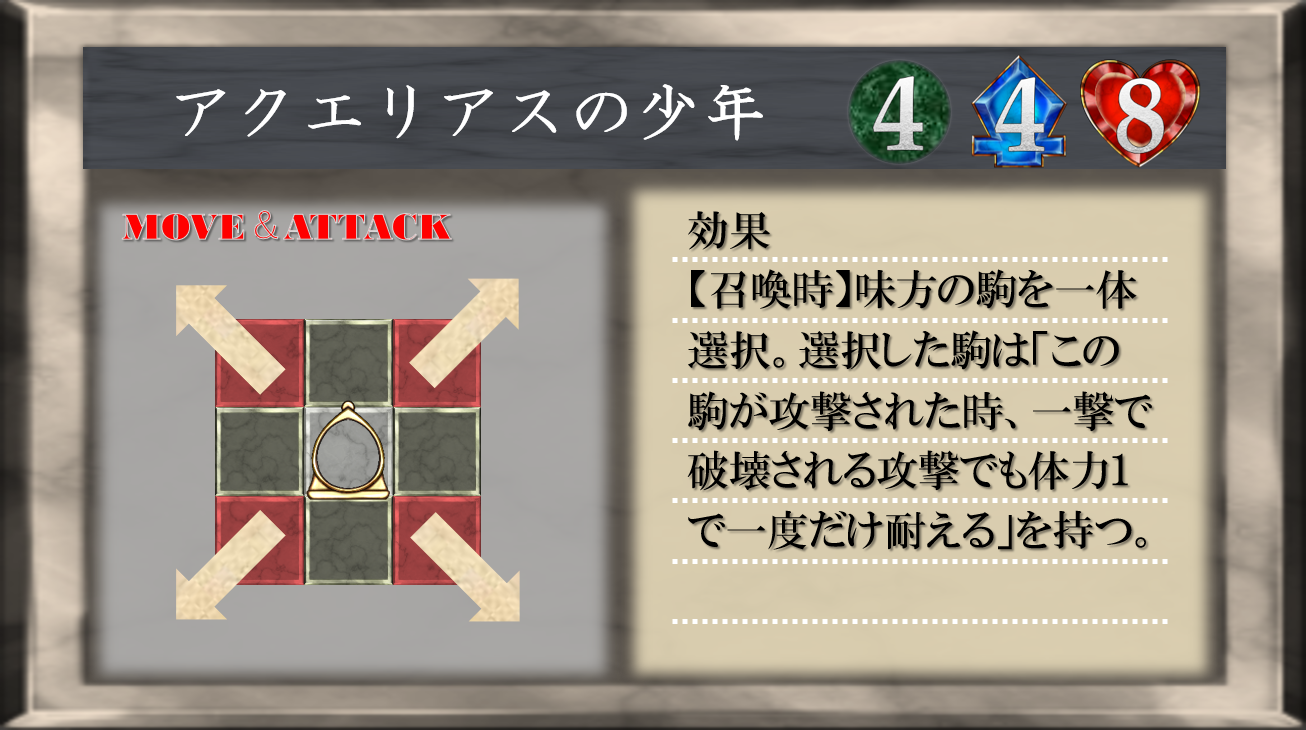 アクエリアスの少年
4 4 8
MOVE&ATTACK
効果
【召喚時】味方の駒を一体
選択。選択した駒は「この
駒が攻撃された時、一撃で
破壊される攻撃でも体力1
で一度だけ耐える」を持つ。